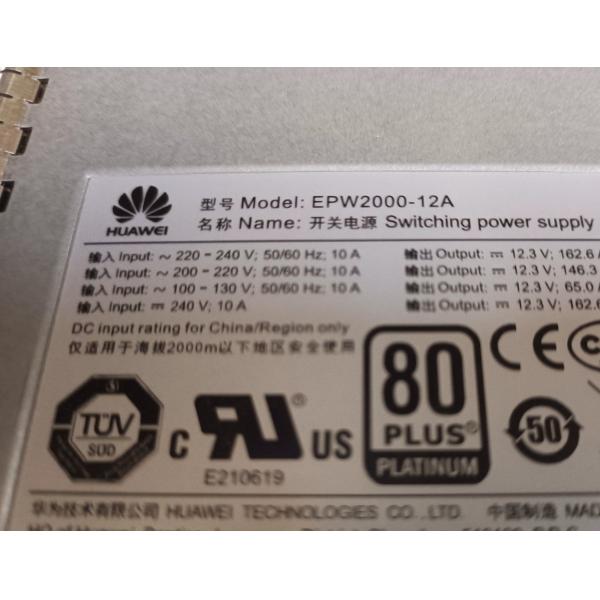 型号 Model: EPW2000-12A
HUAWEI
名称 Name: 开关电源 Switching power supply
输入 Input: ~ 220 - 240 V; 50/60 Hz; 10 A 输出 Output: ⎓ 12.3 V; 162.6 A
输入 Input: ~ 200 - 220 V; 50/60 Hz; 10 A 输出 Output: ⎓ 12.3 V; 146.3
输入 Input: ~ 100 - 130 V; 50/60 Hz; 10 A 输出 Output: ⎓ 12.3 V; 65.0
输入 Input: ⎓ 240 V; 10 A 输出 Output: ⎓ 12.3 V; 162.6
DC input rating for China/Region only
仅适用于海拔2000m以下地区安全使用
TÜV
SÜD
C RU US
E210619
80
PLUS
PLATINUM
CE
50
华为技术有限公司 HUAWEI TECHNOLOGIES CO., LTD. 中国制造 MAD